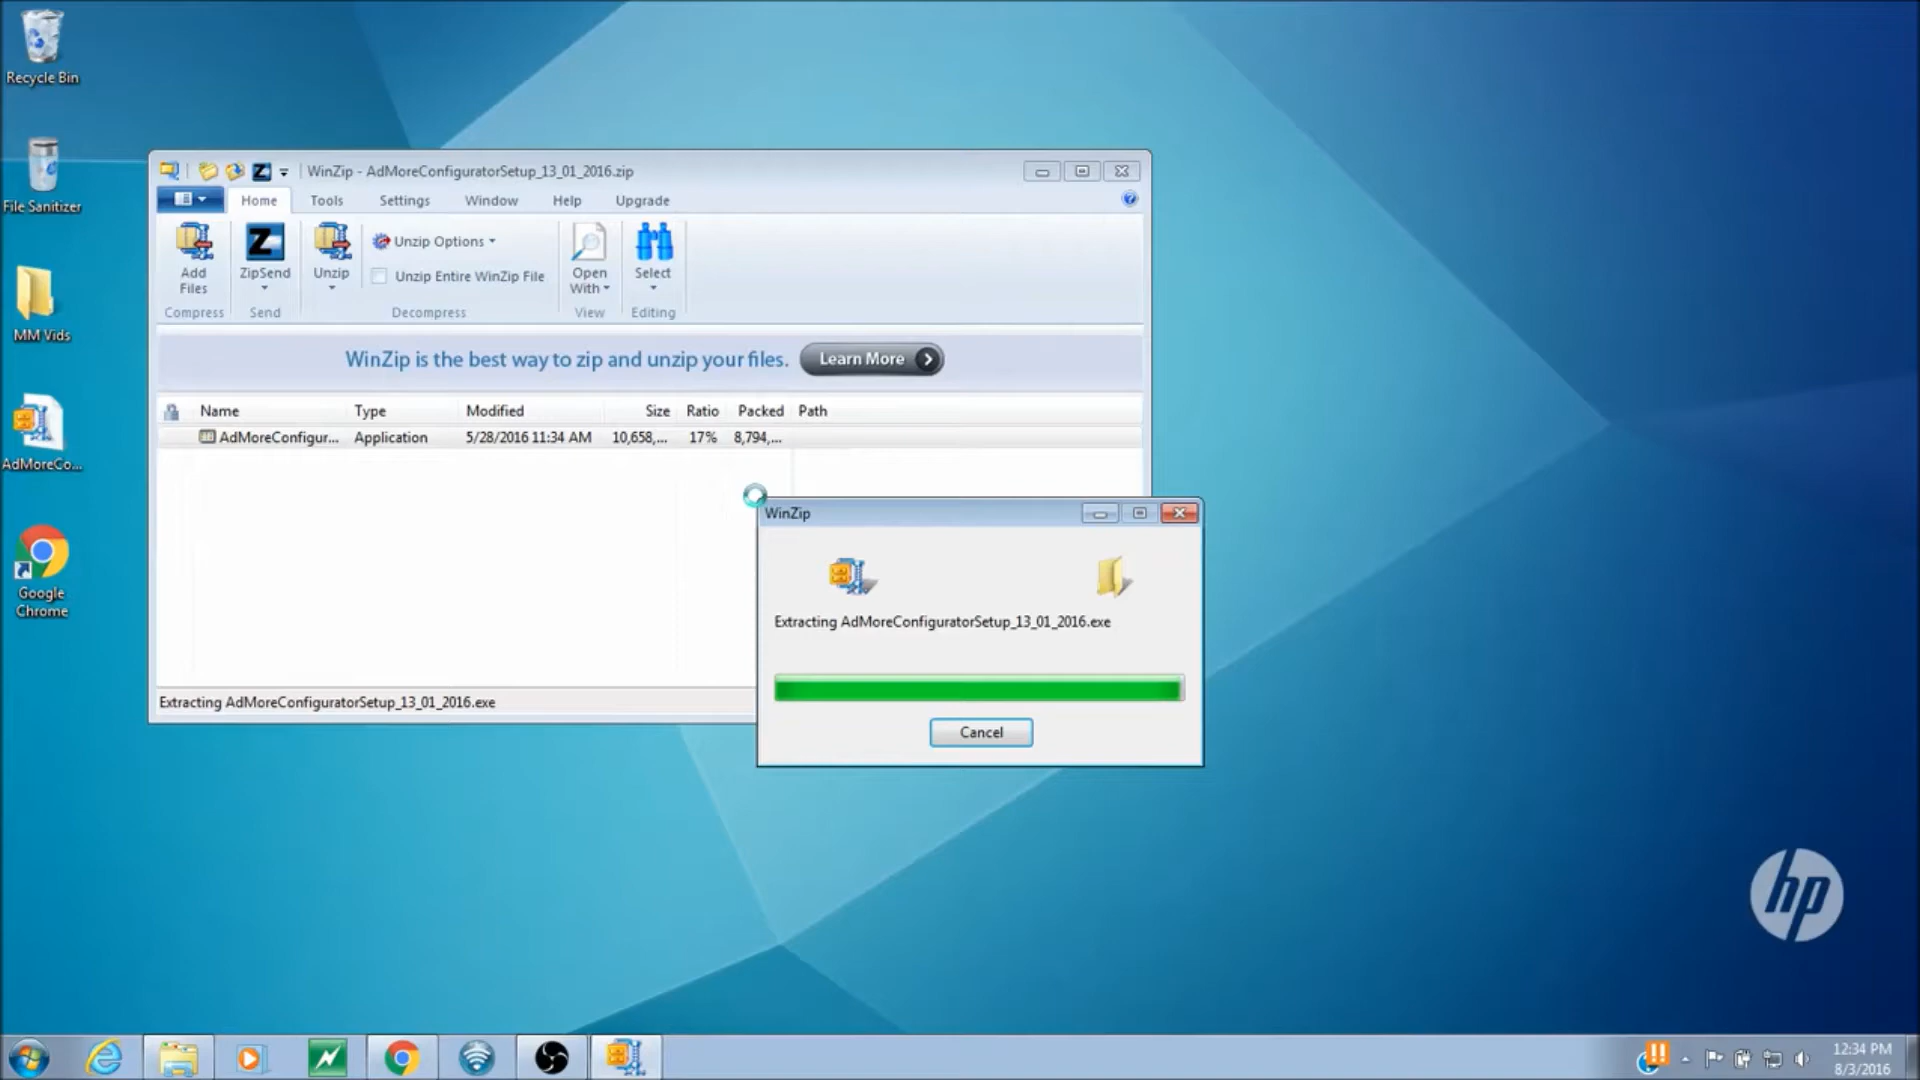 Recycle Bin
File Sanitizer
MM Vids
AdMoreCo...
Google
Chrome
WinZip - AdMoreConfiguratorSetup_13_01_2016.zip
Home Tools Settings Window Help Upgrade
Add
Files
ZipSend
Unzip
Unzip Options
Unzip Entire WinZip File
Open
With
Select
Compress Send Decompress View Editing
WinZip is the best way to zip and unzip your files. Learn More
Name Type Modified Size Ratio Packed Path
AdMoreConfigur... Application 5/28/2016 11:34 AM 10,658,... 17% 8,794,...
Extracting AdMoreConfiguratorSetup_13_01_2016.exe
WinZip
Extracting AdMoreConfiguratorSetup_13_01_2016.exe
Cancel
hp
12:34 PM
8/3/2016